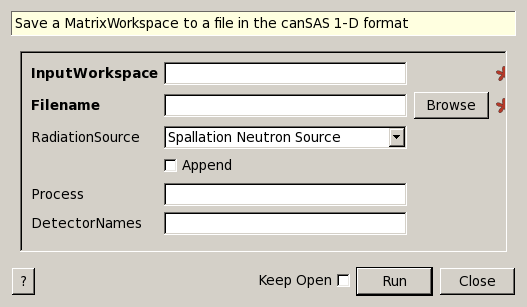 Save a MatrixWorkspace to a file in the canSAS 1-D format
InputWorkspace
Filename Browse
RadiationSource Spallation Neutron Source
Append
Process
DetectorNames
? Keep Open Run Close